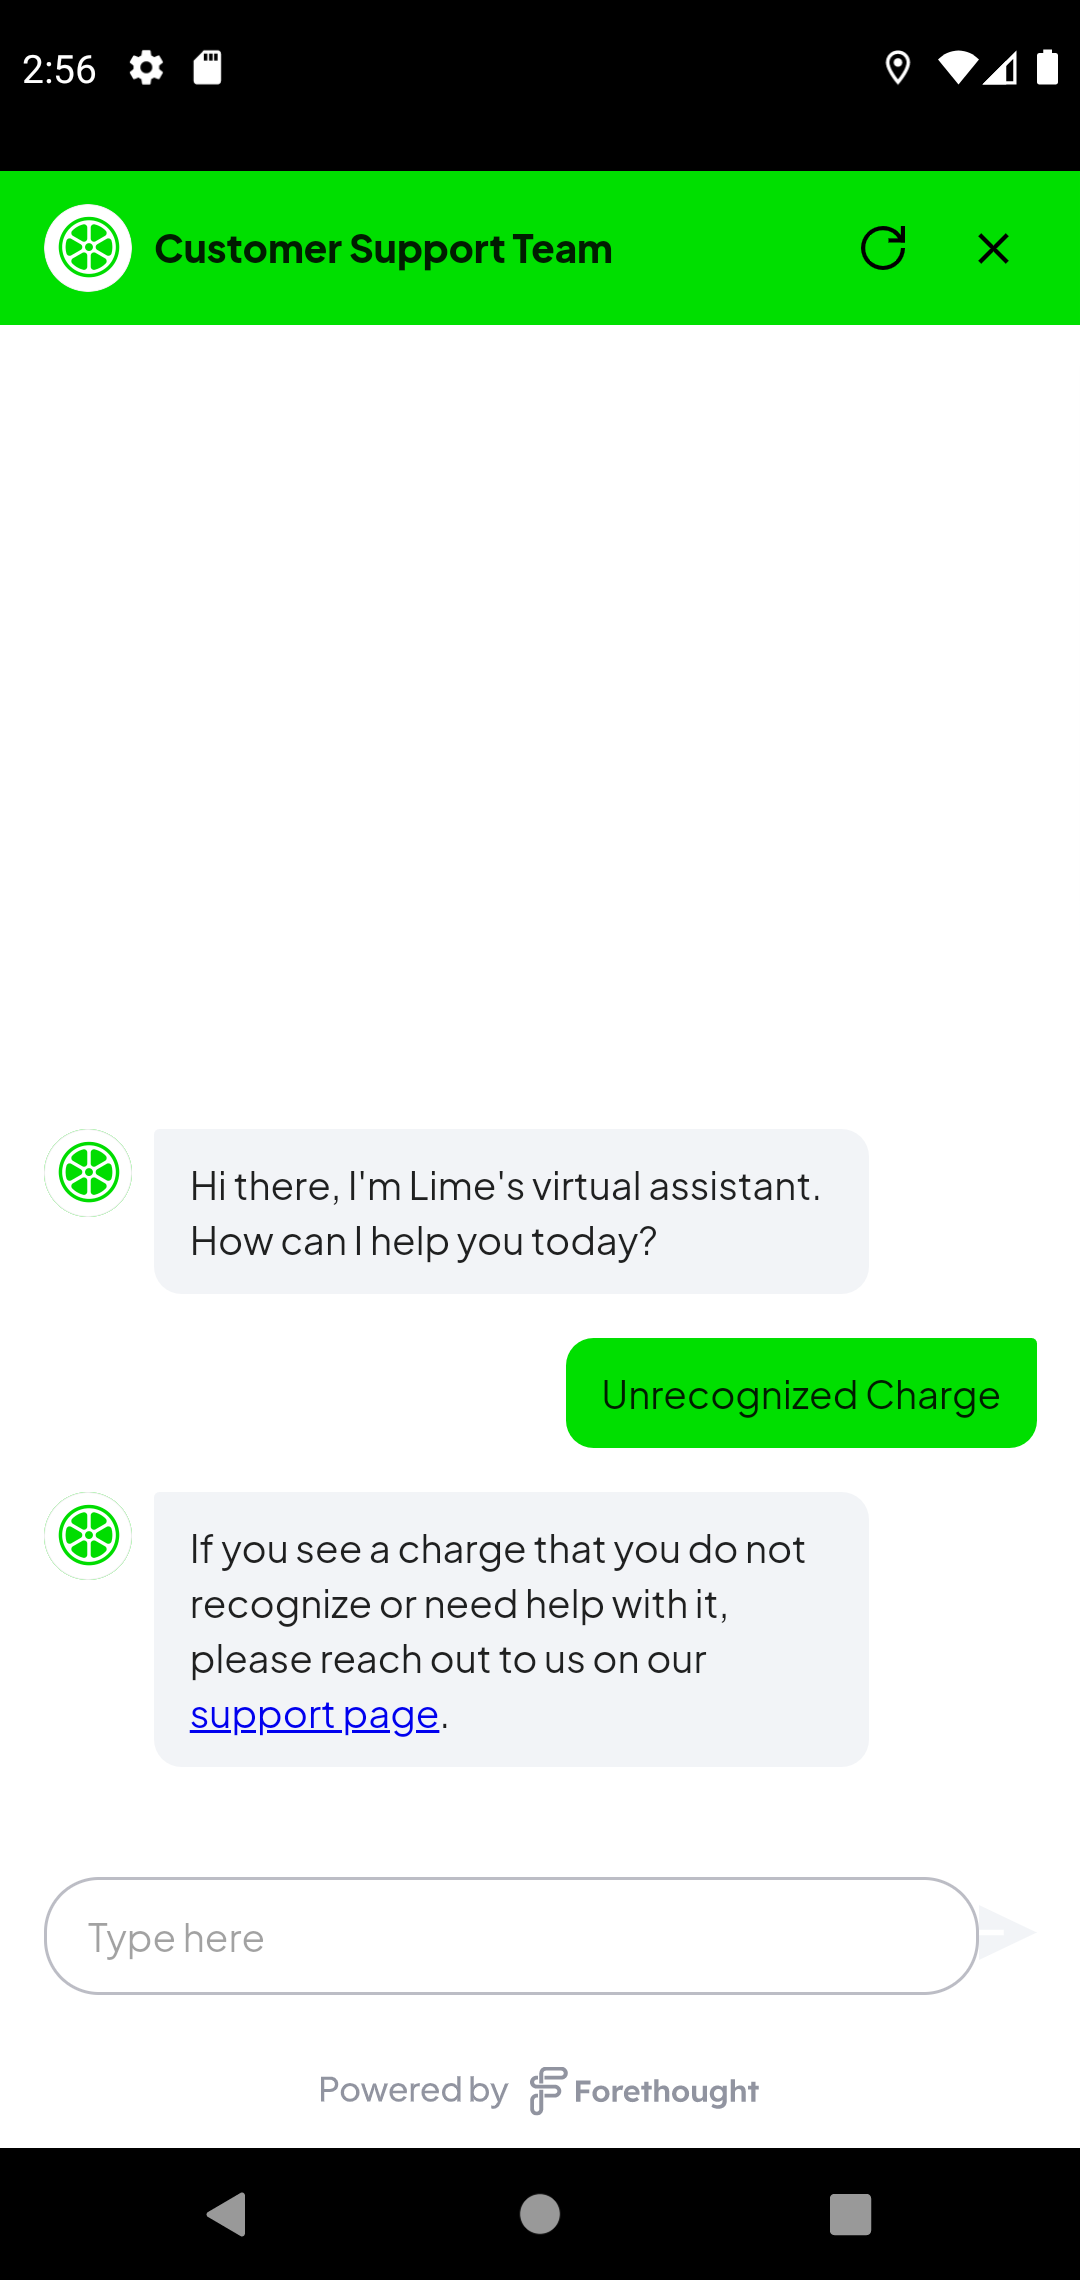 2:56
Customer Support Team
Hi there, I'm Lime's virtual assistant.
How can I help you today?
Unrecognized Charge
If you see a charge that you do not
recognize or need help with it,
please reach out to us on our
support page.
Type here
Powered by Forethought